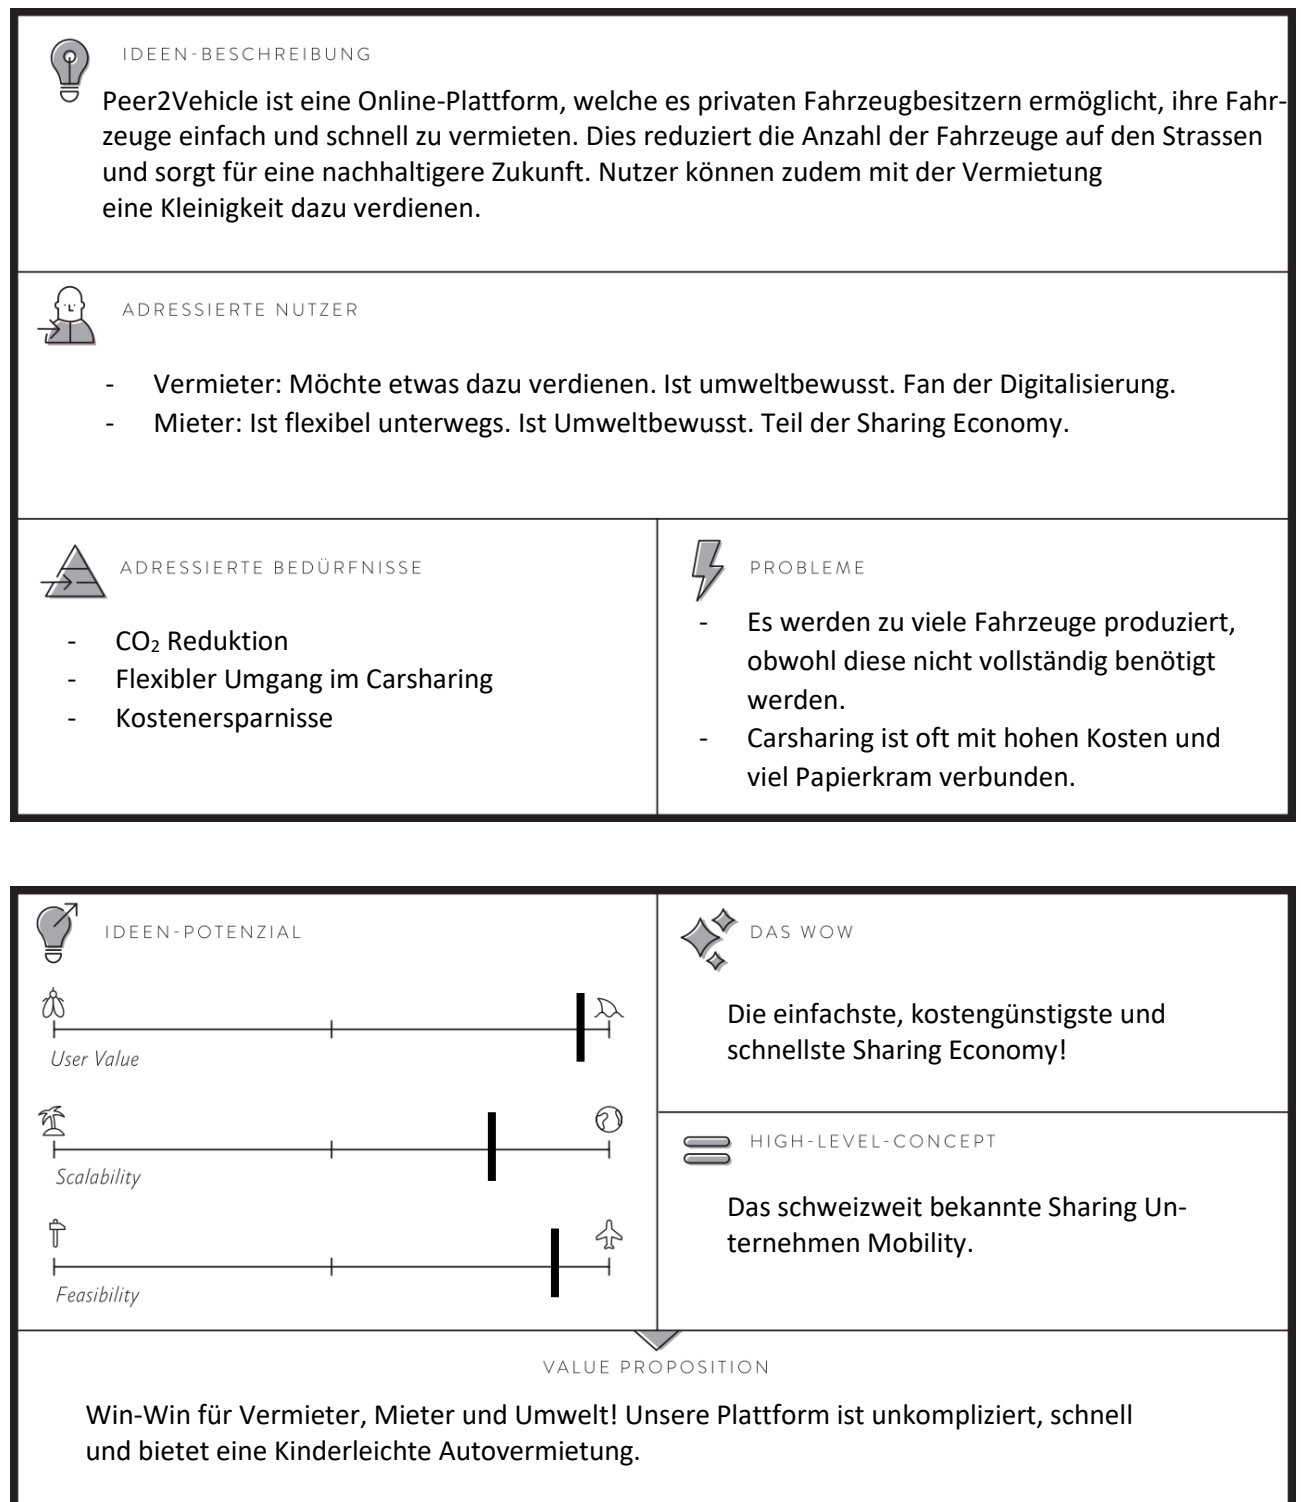 IDEEN-BESCHREIBUNG
Peer2Vehicle ist eine Online-Plattform, welche es privaten Fahrzeugbesitzern ermöglicht, ihre Fahr-
zeuge einfach und schnell zu vermieten. Dies reduziert die Anzahl der Fahrzeuge auf den Strassen
und sorgt für eine nachhaltigere Zukunft. Nutzer können zudem mit der Vermietung
eine Kleinigkeit dazu verdienen.
ADRESSIERTE NUTZER
- Vermieter: Möchte etwas dazu verdienen. Ist umweltbewusst. Fan der Digitalisierung.
- Mieter: Ist flexibel unterwegs. Ist Umweltbewusst. Teil der Sharing Economy.
ADRESSIERTE BEDÜRFNISSE
- CO₂ Reduktion
- Flexibler Umgang im Carsharing
- Kostenersparnisse
PROBLEME
- Es werden zu viele Fahrzeuge produziert,
obwohl diese nicht vollständig benötigt
werden.
- Carsharing ist oft mit hohen Kosten und
viel Papierkram verbunden.
IDEEN-POTENZIAL
User Value
Scalability
Feasibility
DAS WOW
Die einfachste, kostengünstigste und
schnellste Sharing Economy!
HIGH-LEVEL-CONCEPT
Das schweizweit bekannte Sharing Un-
ternehmen Mobility.
VALUE PROPOSITION
Win-Win für Vermieter, Mieter und Umwelt! Unsere Plattform ist unkompliziert, schnell
und bietet eine Kinderleichte Autovermietung.